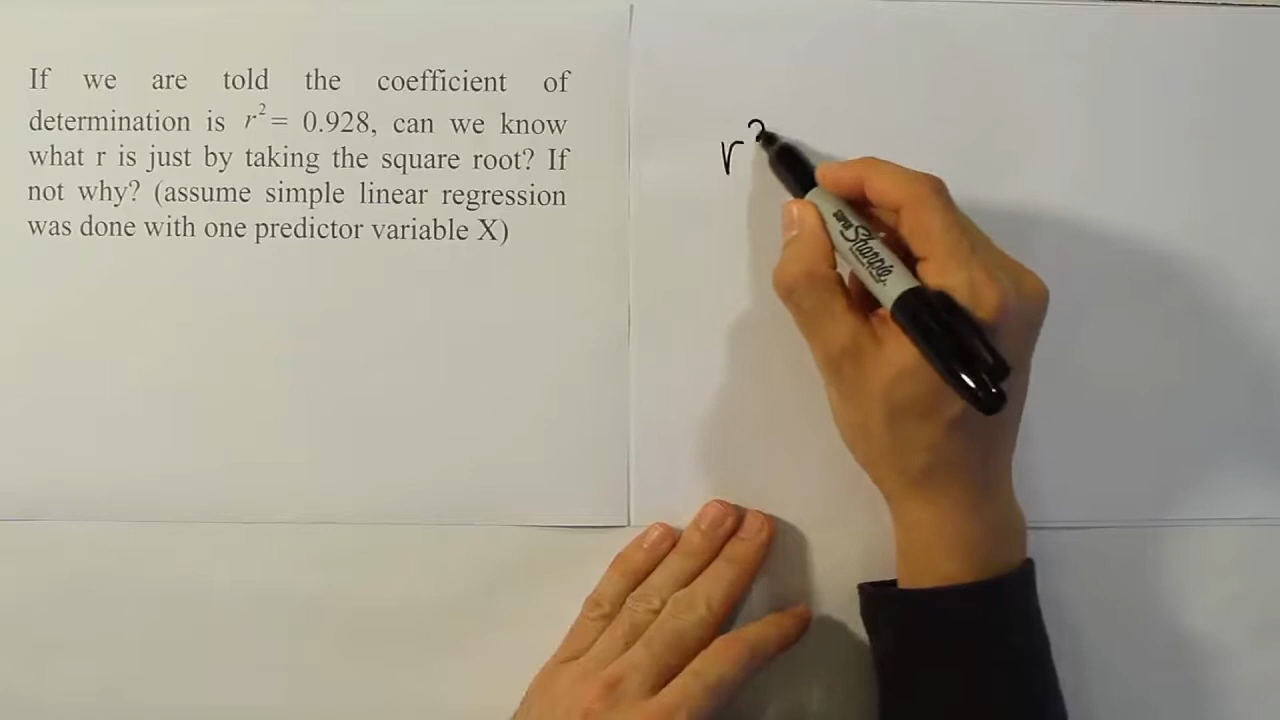 If we are told the coefficient of
determination is r² = 0.928, can we know
what r is just by taking the square root? If
not why? (assume simple linear regression
was done with one predictor variable X)
r²
Sharpie